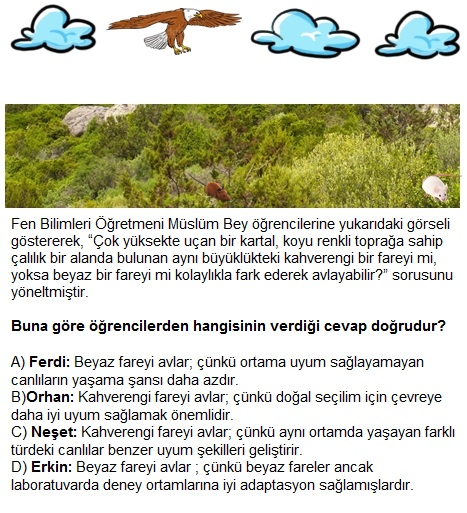 Fen Bilimleri Öğretmeni Müslüm Bey öğrencilerine yukarıdaki görseli
göstererek, “Çok yüksekte uçan bir kartal, koyu renkli toprağa sahip
çalılık bir alanda bulunan aynı büyüklükteki kahverengi bir fareyi mi,
yoksa beyaz bir fareyi mi kolaylıkla fark ederek avlayabilir?” sorusunu
yöneltmiştir.
Buna göre öğrencilerden hangisinin verdiği cevap doğrudur?
A) Ferdi: Beyaz fareyi avlar; çünkü ortama uyum sağlayamayan
canlıların yaşama şansı daha azdır.
B)Orhan: Kahverengi fareyi avlar; çünkü doğal seçilim için çevreye
daha iyi uyum sağlamak önemlidir.
C) Neşet: Kahverengi fareyi avlar; çünkü aynı ortamda yaşayan farklı
türdeki canlılar benzer uyum şekilleri geliştirir.
D) Erkin: Beyaz fareyi avlar ; çünkü beyaz fareler ancak
laboratuvarda deney ortamlarına iyi adaptasyon sağlamışlardır.